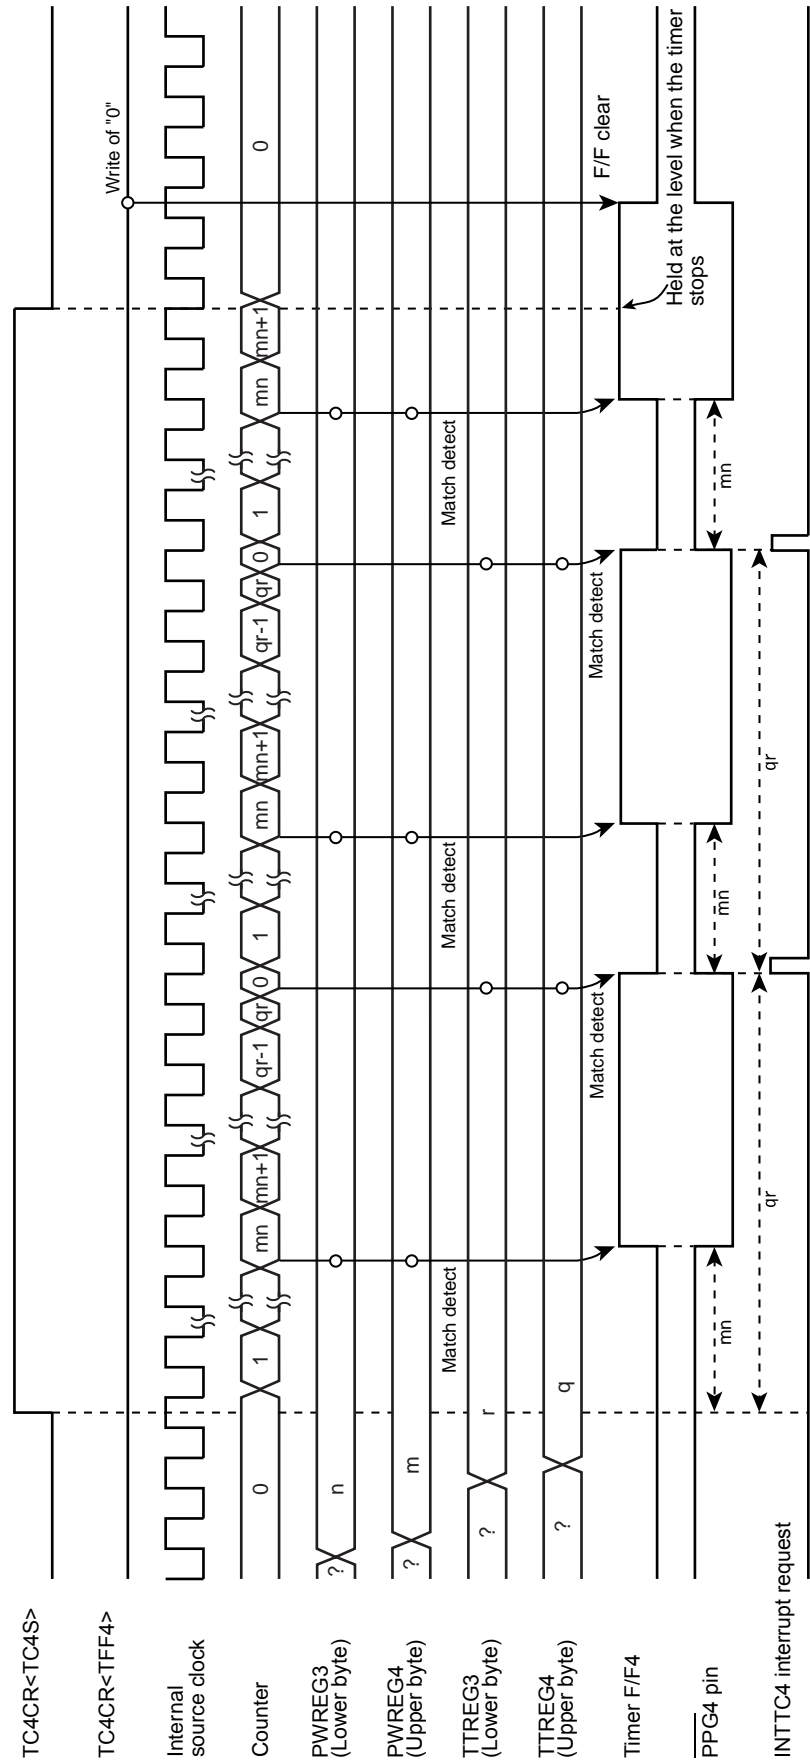 TC4CR<TC4S>
TC4CR<TFF4>
Write of "0"
Internal
source clock
Counter
0
1
mn
mn+1
qr-1
qr
0
1
mn
mn+1
qr-1
qr
0
1
mn
mn+1
0
PWREG3
(Lower byte)
?
n
PWREG4
(Upper byte)
?
m
Match detect
Match detect
Match detect
TTREG3
(Lower byte)
?
r
TTREG4
(Upper byte)
?
q
Match detect
Match detect
F/F clear
Timer F/F4
Held at the level when the timer
stops
PPG4 pin
mn
mn
mn
qr
qr
INTTC4 interrupt request